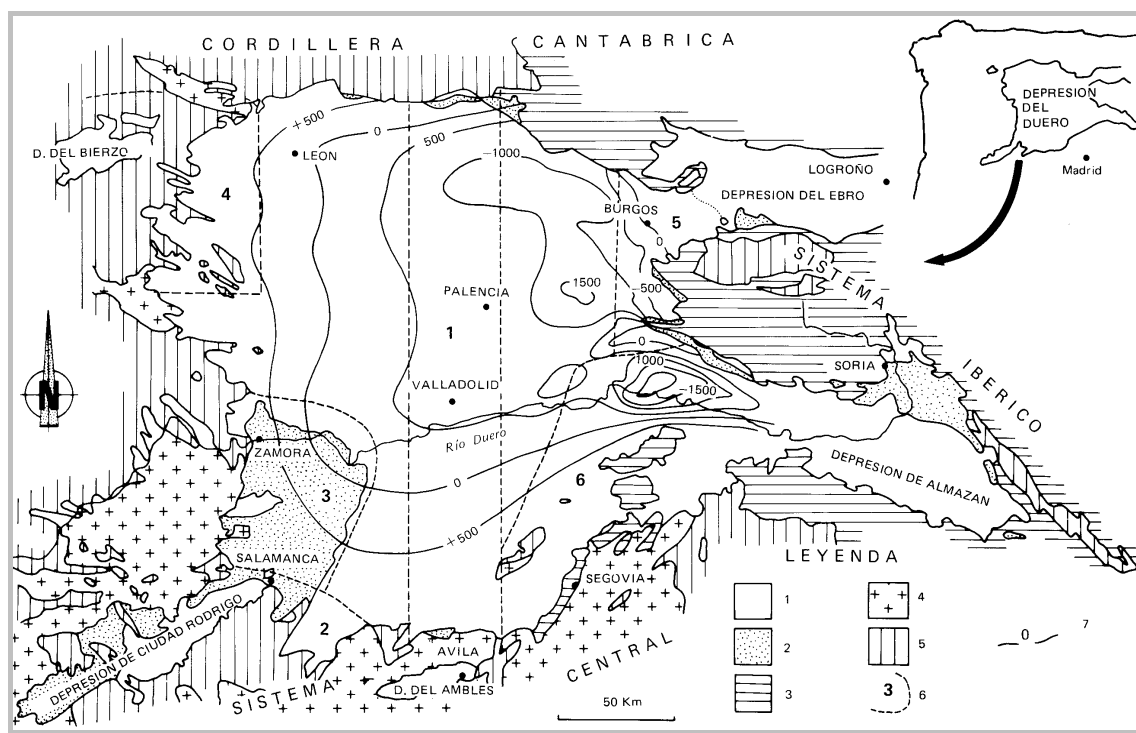 CORDILLERA CANTABRICA
DEPRESION
DEL
DUERO
Madrid
+500
0
500
-1000
LEON
D. DEL BIERZO
LOGROÑO
DEPRESION DEL EBRO
4
BURGOS
5
0
SISTEMA
1500
-500
PALENCIA
1
0
1000
-1500
SORIA
IBERICO
N
VALLADOLID
Río Duero
ZAMORA
DEPRESION DE ALMAZAN
3
0
6
+500
SALAMANCA
SEGOVIA
2
AVILA
CENTRAL
DEPRESION DE CIUDAD RODRIGO
SISTEMA
D. DEL AMBLES
50 Km
LEYENDA
1
2
3
4
5
3 6
0 7